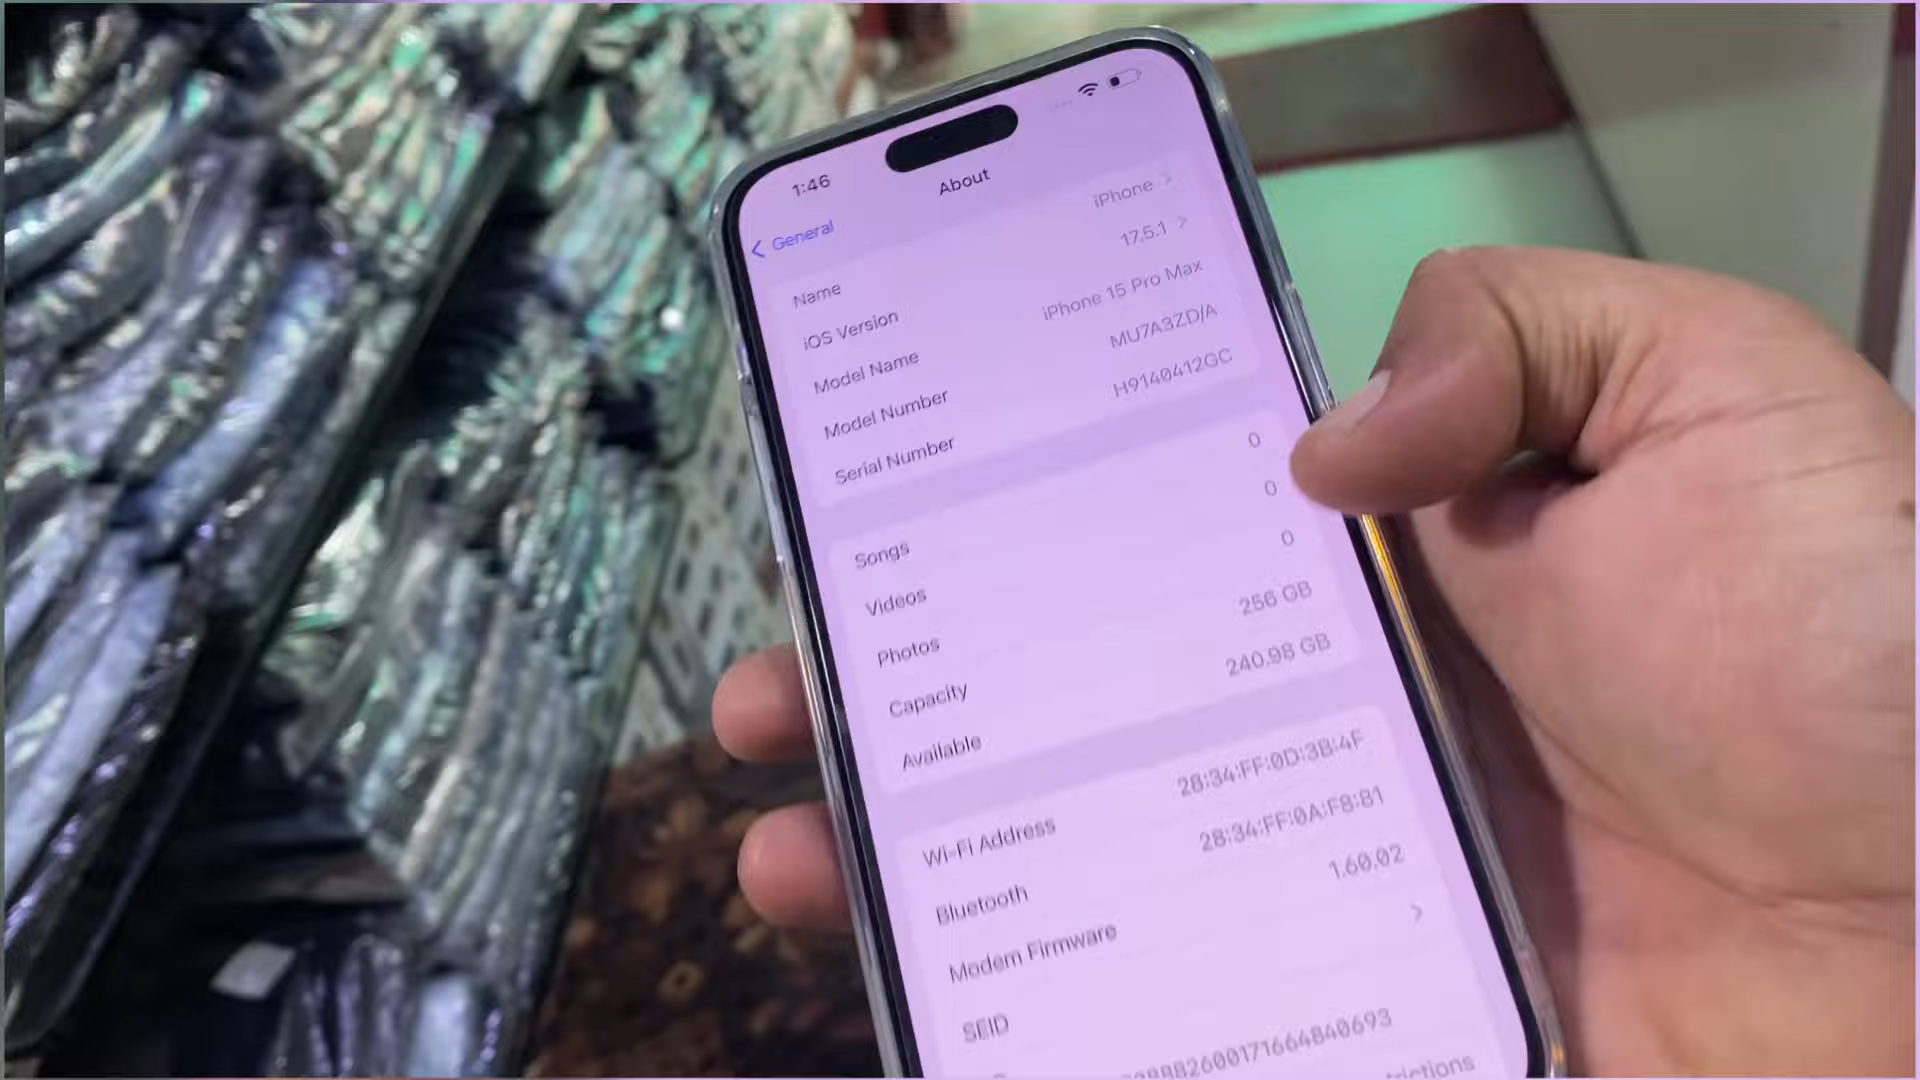 1:46
About
General
Name iPhone
iOS Version 17.5.1
Model Name iPhone 15 Pro Max
Model Number MU7A3ZD/A
Serial Number H9140412GC
Songs 0
Videos 0
Photos 0
Capacity 256 GB
Available 240.98 GB
Wi-Fi Address 28:34:FF:0D:3B:4F
Bluetooth 28:34:FF:0A:F8:81
Modem Firmware 1.60.02
SEID